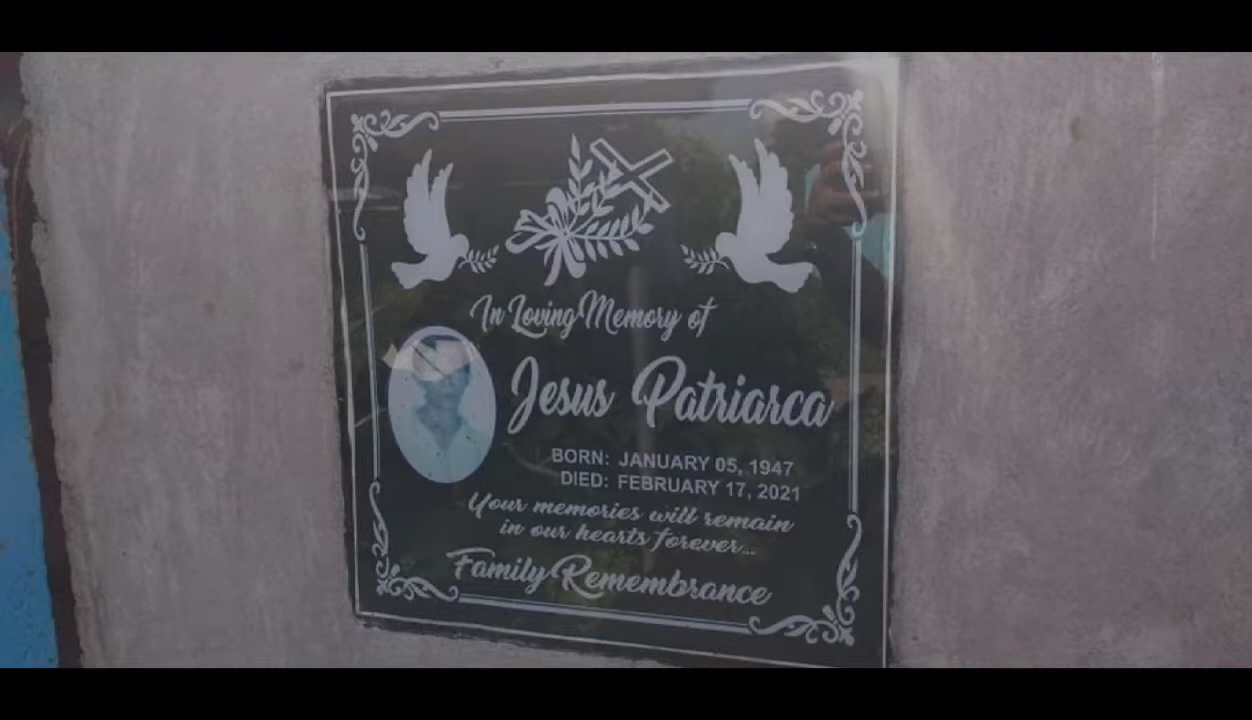 In Loving Memory of
Jesus Patriarca
BORN: JANUARY 05, 1947
DIED: FEBRUARY 17, 2021
Your memories will remain
in our hearts forever...
Family Remembrance